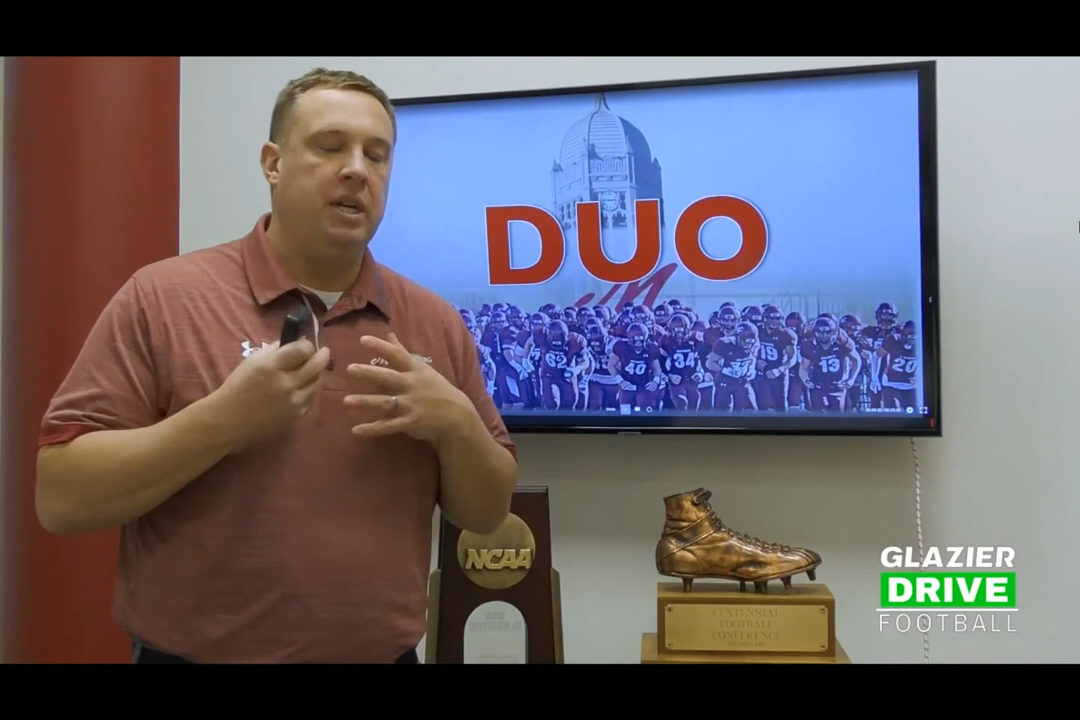 DUO
62
40
34
19
13
20
NCAA
CENTENNIAL
FOOTBALL
CONFERENCE
GLAZIER
DRIVE
FOOTBALL